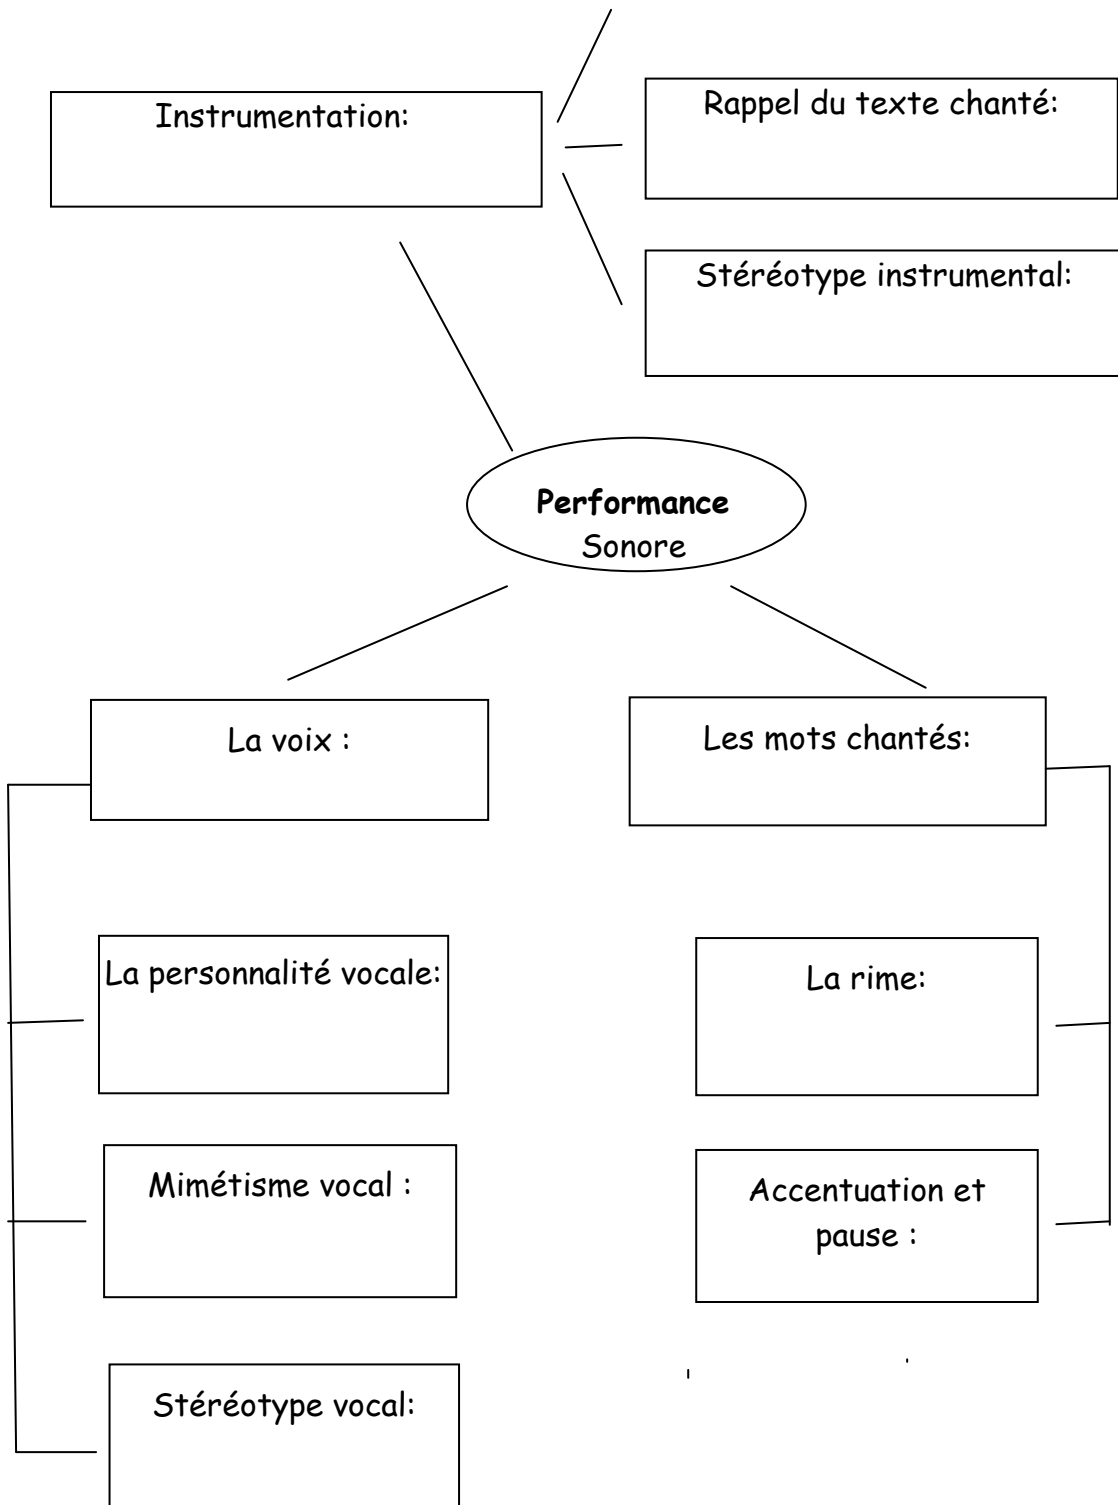 Instrumentation:
Rappel du texte chanté:
Stéréotype instrumental:
Performance
Sonore
La voix :
Les mots chantés:
La personnalité vocale:
La rime:
Mimétisme vocal :
Accentuation et
pause :
Stéréotype vocal: